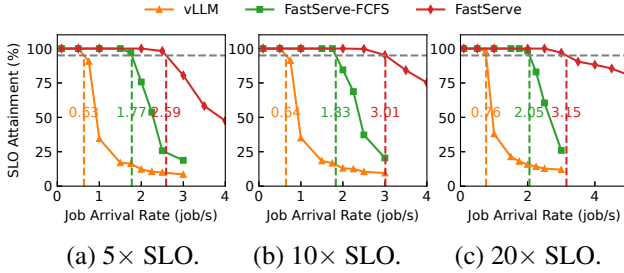 vLLM FastServe-FCFS FastServe
SLO Attainment (%)
100
75
50
25
0
0.63
1.77
2.59
0 1 2 3 4
Job Arrival Rate (job/s)
(a) 5× SLO.
100
75
50
25
0
0.64
1.83
3.01
0 1 2 3 4
Job Arrival Rate (job/s)
(b) 10× SLO.
100
75
50
25
0
0.76
2.05
3.15
0 1 2 3 4
Job Arrival Rate (job/s)
(c) 20× SLO.